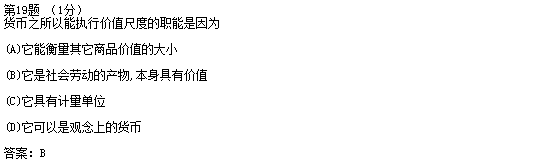 第19题 （1分）
货币之所以能执行价值尺度的职能是因为
(A)它能衡量其它商品价值的大小
(B)它是社会劳动的产物,本身具有价值
(C)它具有计量单位
(D)它可以是观念上的货币
答案：B